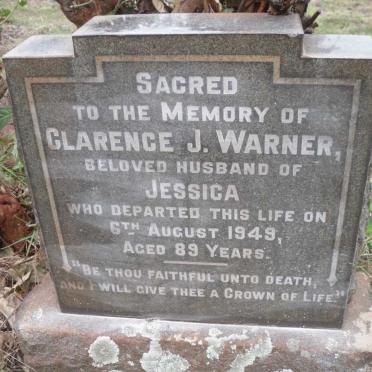 SACRED
TO THE MEMORY OF
CLARENCE J. WARNER,
BELOVED HUSBAND OF
JESSICA
WHO DEPARTED THIS LIFE ON
6TH AUGUST 1949,
AGED 89 YEARS.
"BE THOU FAITHFUL UNTO DEATH,
AND I WILL GIVE THEE A CROWN OF LIFE."